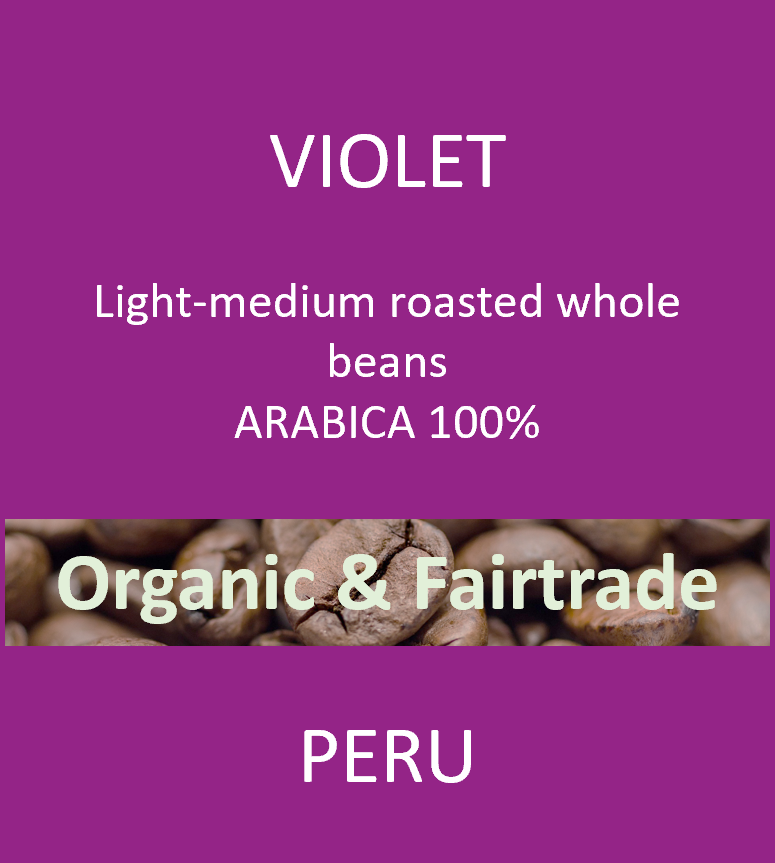 VIOLET
Light-medium roasted whole
beans
ARABICA 100%
Organic & Fairtrade
PERU